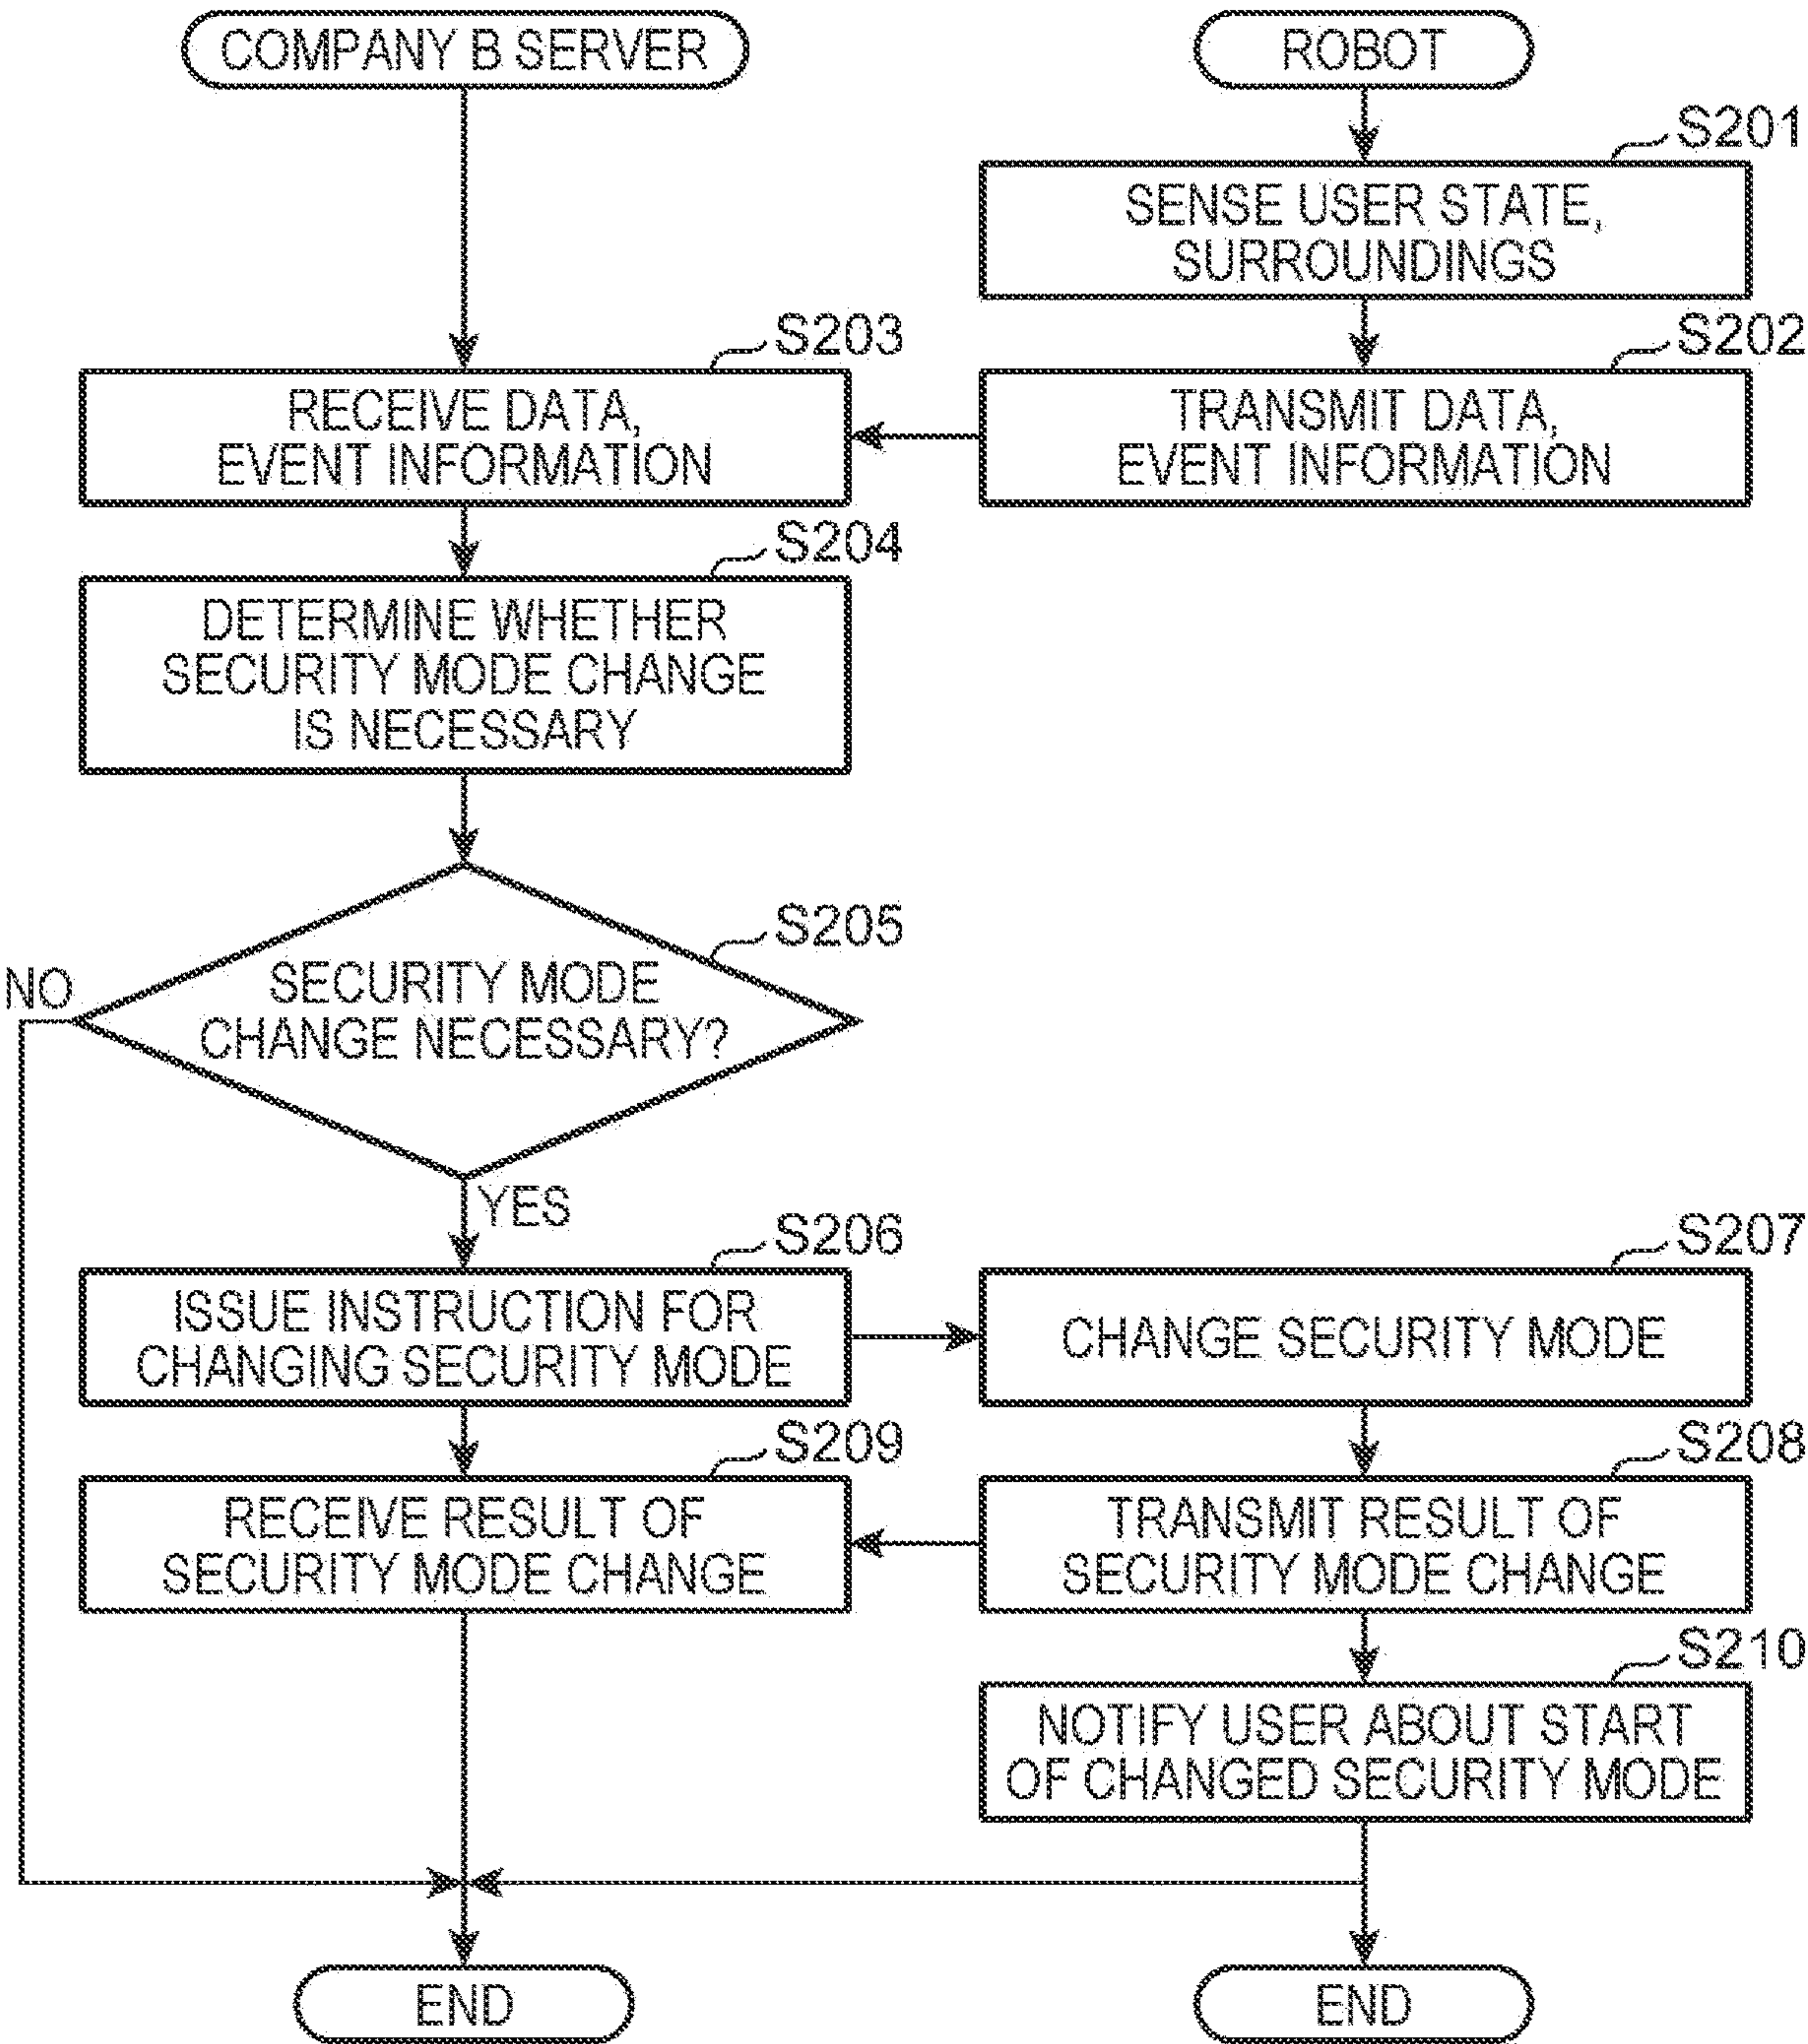 COMPANY B SERVER
ROBOT
S201
SENSE USER STATE,
SURROUNDINGS
S203
RECEIVE DATA,
EVENT INFORMATION
S202
TRANSMIT DATA,
EVENT INFORMATION
S204
DETERMINE WHETHER
SECURITY MODE CHANGE
IS NECESSARY
S205
SECURITY MODE
CHANGE NECESSARY?
NO
YES
S206
ISSUE INSTRUCTION FOR
CHANGING SECURITY MODE
S207
CHANGE SECURITY MODE
S209
RECEIVE RESULT OF
SECURITY MODE CHANGE
S208
TRANSMIT RESULT OF
SECURITY MODE CHANGE
S210
NOTIFY USER ABOUT START
OF CHANGED SECURITY MODE
END
END